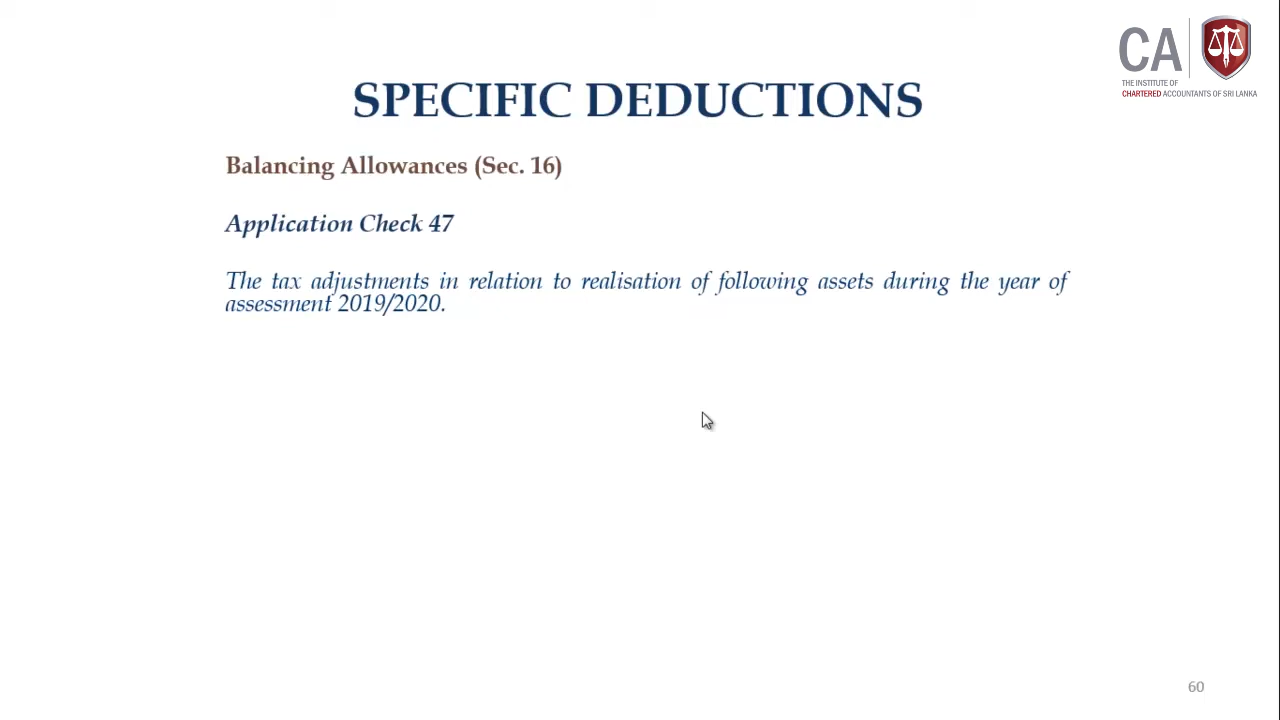 CA
THE INSTITUTE OF
CHARTERED ACCOUNTANTS OF SRI LANKA
SPECIFIC DEDUCTIONS
Balancing Allowances (Sec. 16)
Application Check 47
The tax adjustments in relation to realisation of following assets during the year of
assessment 2019/2020.
60